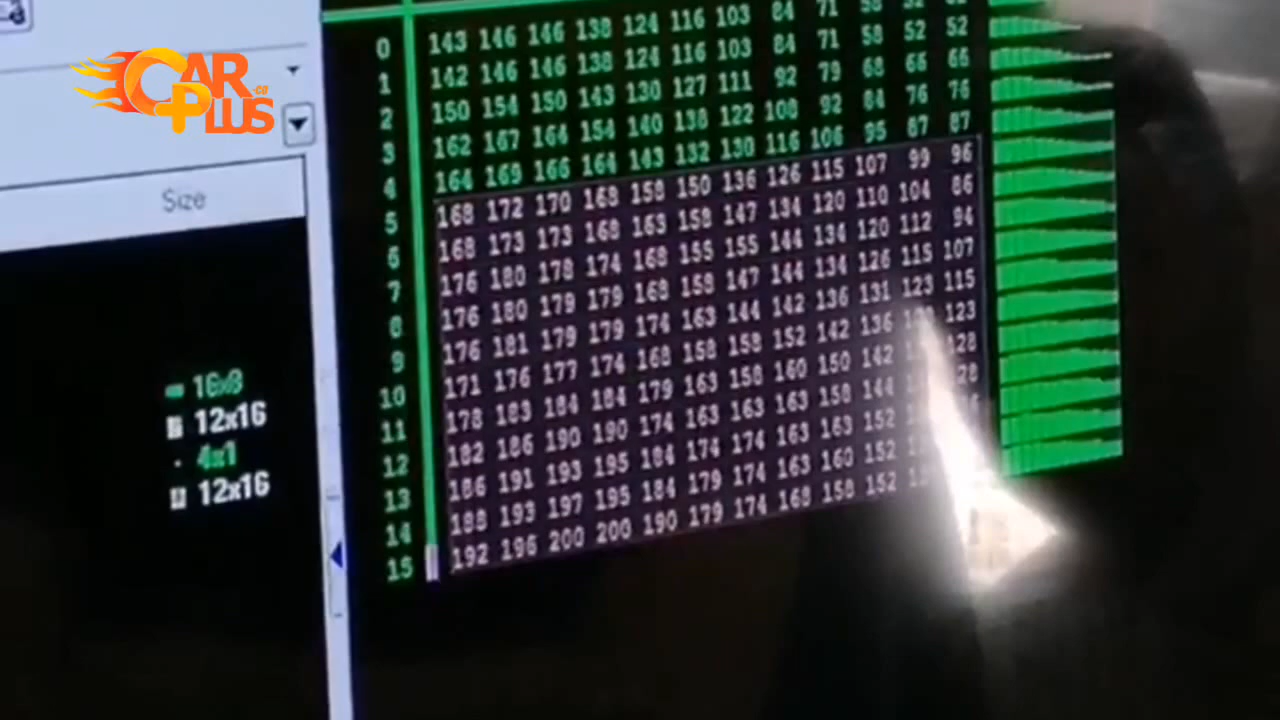 CAR
PLUS
.co
Size
16x8
12x16
4x1
12x16
0 143 146 146 138 124 116 103 84 71 58
1 142 146 146 138 124 116 103 84 71 58 52 52
2 150 154 150 143 130 127 111 92 79 68 66 66
3 162 167 164 154 140 138 122 108 92 84 76 76
4 164 169 166 164 143 132 130 116 106 95 87 87
5 168 172 170 168 158 150 136 126 115 107 99 96
6 168 173 173 168 163 158 147 134 120 110 104 86
7 176 180 178 174 168 155 155 144 134 120 112 94
8 176 180 179 179 168 158 147 144 134 126 115 107
9 176 181 179 179 174 163 144 142 136 131 123 115
10 171 176 177 174 168 158 158 152 142 136 123
11 178 183 184 184 179 163 158 160 150 142 128
12 182 186 190 190 174 163 163 163 158 144
13 186 191 193 195 184 174 174 163 163 152
14 188 193 197 195 184 179 174 163 160 152
15 192 196 200 200 190 179 174 168 158 152